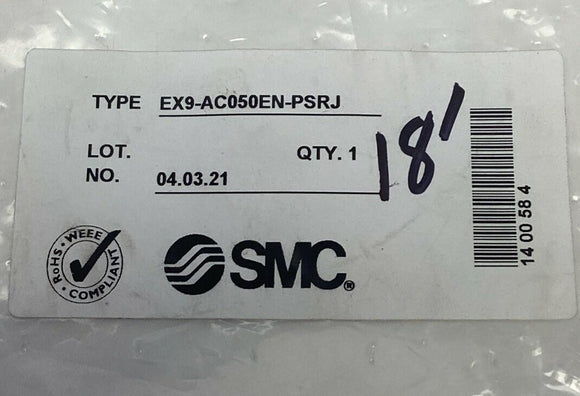 TYPE EX9-AC050EN-PSRJ
LOT. NO. 04.03.21
QTY. 1
18'
14 00 58 4
RoHS · WEEE · COMPLIANT
SMC®